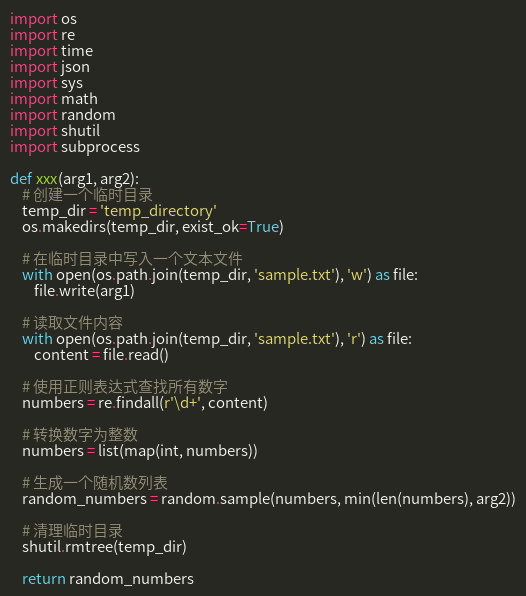 import os
import re
import time
import json
import sys
import math
import random
import shutil
import subprocess

def xxx(arg1, arg2):
    # 创建一个临时目录
    temp_dir = 'temp_directory'
    os.makedirs(temp_dir, exist_ok=True)

    # 在临时目录中写入一个文本文件
    with open(os.path.join(temp_dir, 'sample.txt'), 'w') as file:
        file.write(arg1)

    # 读取文件内容
    with open(os.path.join(temp_dir, 'sample.txt'), 'r') as file:
        content = file.read()

    # 使用正则表达式查找所有数字
    numbers = re.findall(r'\d+', content)

    # 转换数字为整数
    numbers = list(map(int, numbers))

    # 生成一个随机数列表
    random_numbers = random.sample(numbers, min(len(numbers), arg2))

    # 清理临时目录
    shutil.rmtree(temp_dir)

    return random_numbers